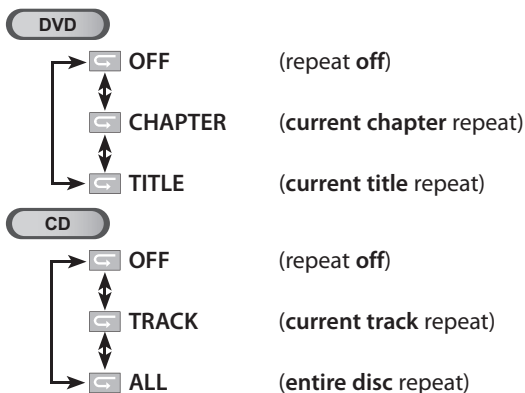 DVD
OFF (repeat off)
CHAPTER (current chapter repeat)
TITLE (current title repeat)
CD
OFF (repeat off)
TRACK (current track repeat)
ALL (entire disc repeat)